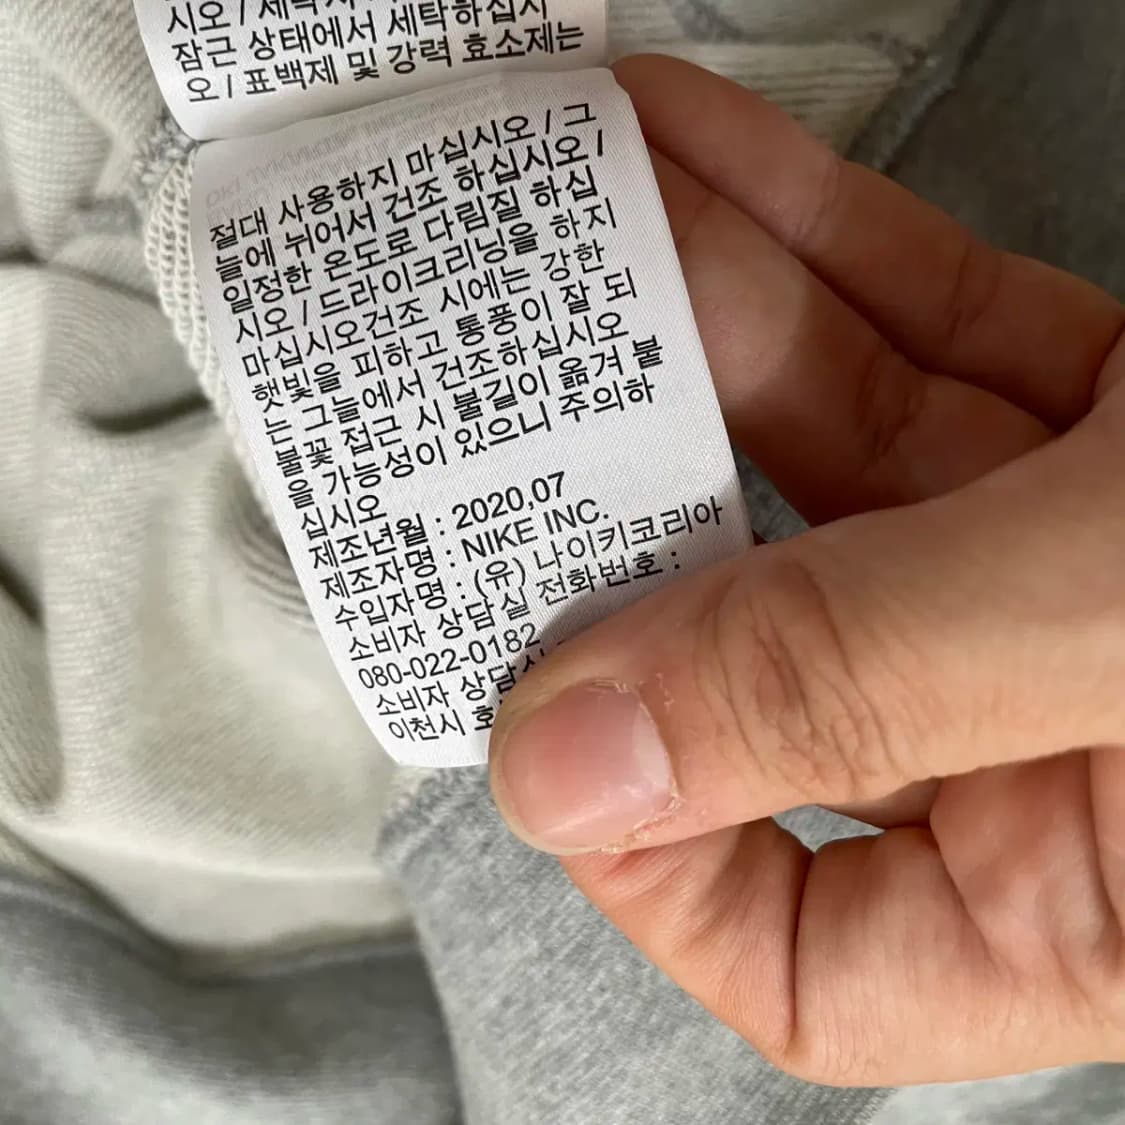 시오 / 세탁
잠근 상태에서 세탁하십시
오 / 표백제 및 강력 효소제는
절대 사용하지 마십시오 / 그
늘에 뉘어서 건조 하십시오 /
일정한 온도로 다림질 하십
시오 / 드라이크리닝을 하지
마십시오건조 시에는 강한
햇빛을 피하고 통풍이 잘 되
는 그늘에서 건조하십시오
불꽃 접근 시 불길이 옮겨 붙
을 가능성이 있으니 주의하
십시오
제조년월 : 2020,07
제조자명 : NIKE INC.
수입자명 : (유) 나이키코리아
소비자 상담실 전화번호 :
080-022-0182
소비자 상담
이천시